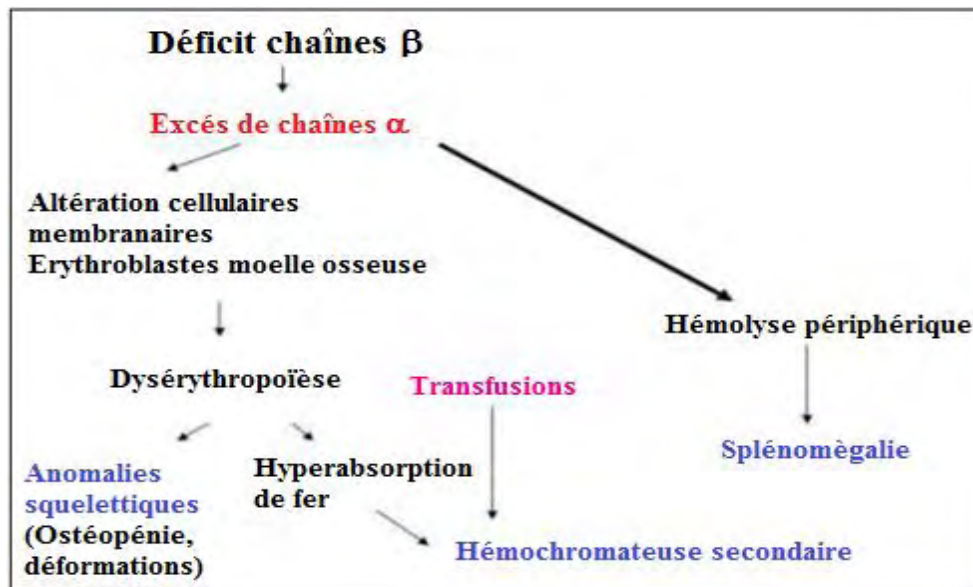 Déficit chaînes β
Excés de chaînes α
Altération cellulaires
membranaires
Erythroblastes moelle osseuse
Hémolyse périphérique
Dysérythropoïèse
Transfusions
Splénomègalie
Anomalies
squelettiques
(Ostéopénie,
déformations)
Hyperabsorption
de fer
Hémochromateuse secondaire